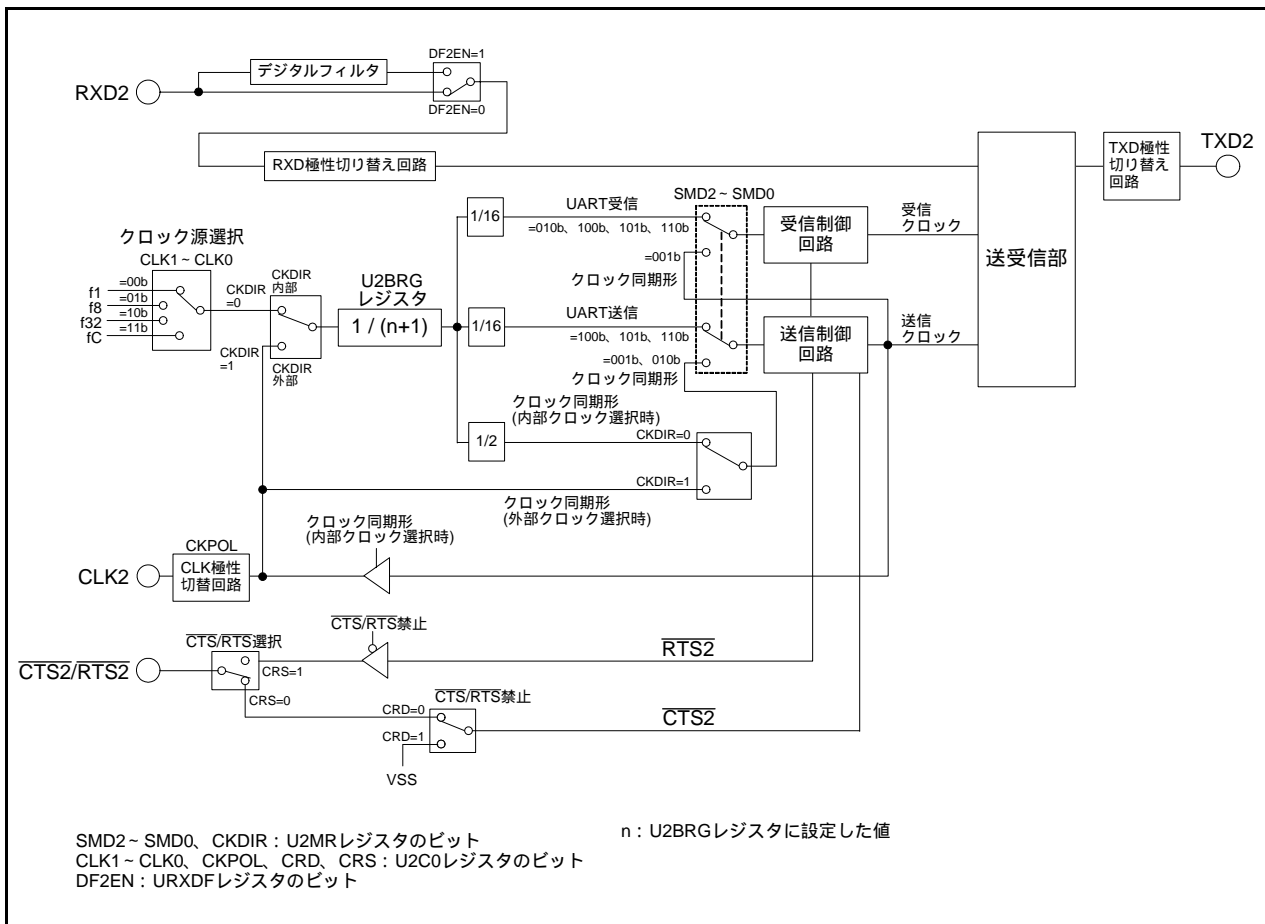 DF2EN=1
デジタルフィルタ
RXD2
DF2EN=0
RXD極性切り替え回路
TXD極性
切り替え
回路
TXD2
SMD2~SMD0
1/16
UART受信
=010b、100b、101b、110b
受信制御
回路
受信
クロック
送受信部
=001b
クロック同期形
クロック源選択
CLK1~CLK0
f1
=00b
f8
=01b
f32
=10b
fC
=11b
CKDIR
=0
CKDIR
内部
CKDIR
=1
CKDIR
外部
U2BRG
レジスタ
1 / (n+1)
1/16
UART送信
=100b、101b、110b
送信制御
回路
送信
クロック
=001b、010b
クロック同期形
クロック同期形
(内部クロック選択時)
1/2
CKDIR=0
CKDIR=1
クロック同期形
(外部クロック選択時)
クロック同期形
(内部クロック選択時)
CKPOL
CLK2
CLK極性
切替回路
CTS/RTS禁止
CTS/RTS選択
CTS2/RTS2
CRS=1
CRS=0
RTS2
CTS/RTS禁止
CRD=0
CRD=1
CTS2
VSS
SMD2~SMD0、CKDIR:U2MRレジスタのビット
CLK1~CLK0、CKPOL、CRD、CRS:U2C0レジスタのビット
DF2EN:URXDFレジスタのビット
n:U2BRGレジスタに設定した値